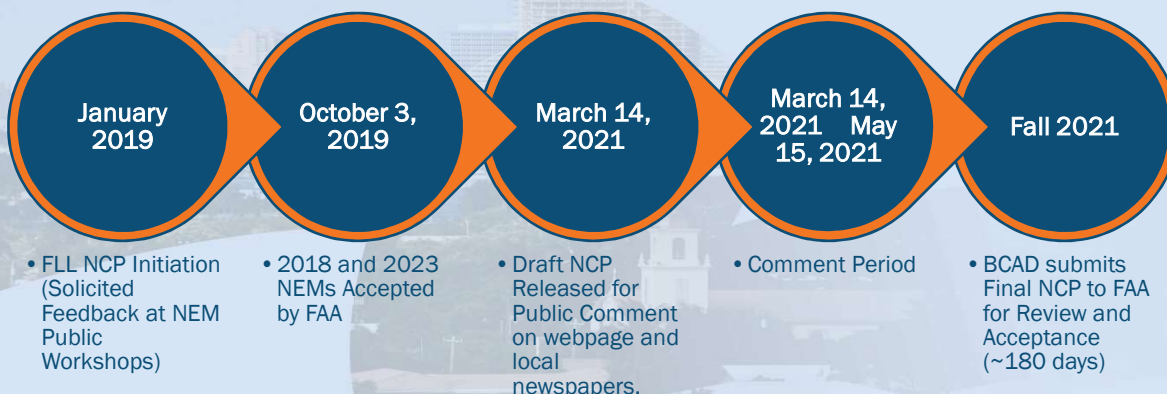 January
2019
• FLL NCP Initiation
(Solicited
Feedback at NEM
Public
Workshops)
October 3,
2019
• 2018 and 2023
NEMs Accepted
by FAA
March 14,
2021
• Draft NCP
Released for
Public Comment
on webpage and
local
newspapers.
March 14,
2021 May
15, 2021
• Comment Period
Fall 2021
• BCAD submits
Final NCP to FAA
for Review and
Acceptance
(~180 days)